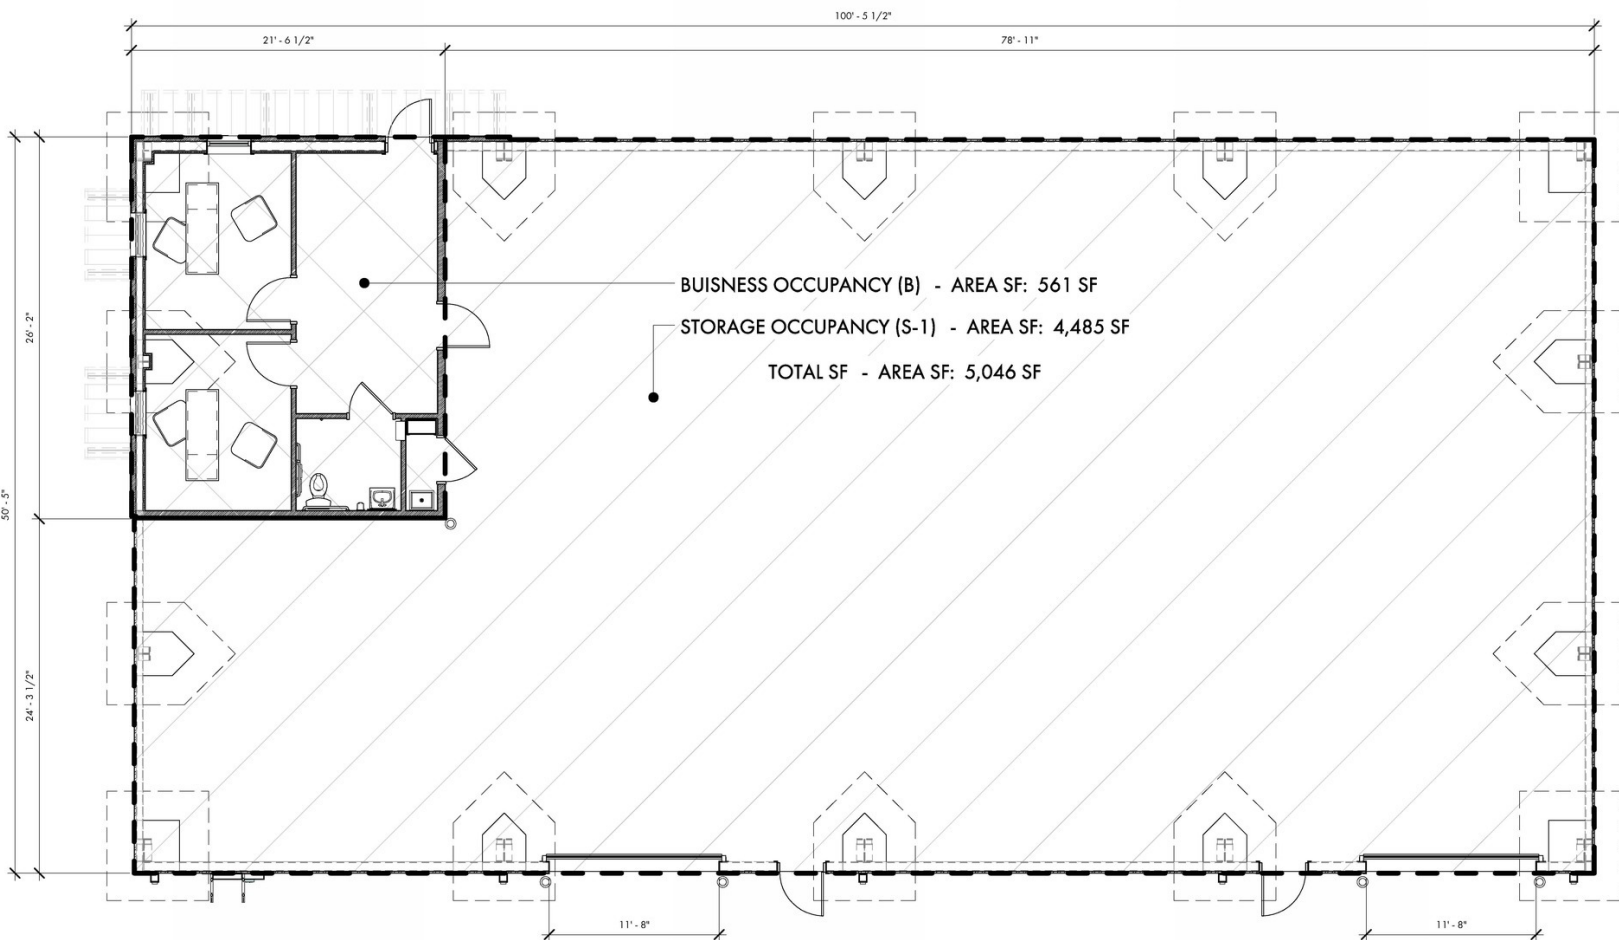 100' - 5 1/2"
21' - 6 1/2"
78' - 11"
BUISNESS OCCUPANCY (B) - AREA SF: 561 SF
26' - 2"
STORAGE OCCUPANCY (S-1) - AREA SF: 4,485 SF
TOTAL SF - AREA SF: 5,046 SF
50' - 5"
24' - 3 1/2"
11' - 8"
11' - 8"